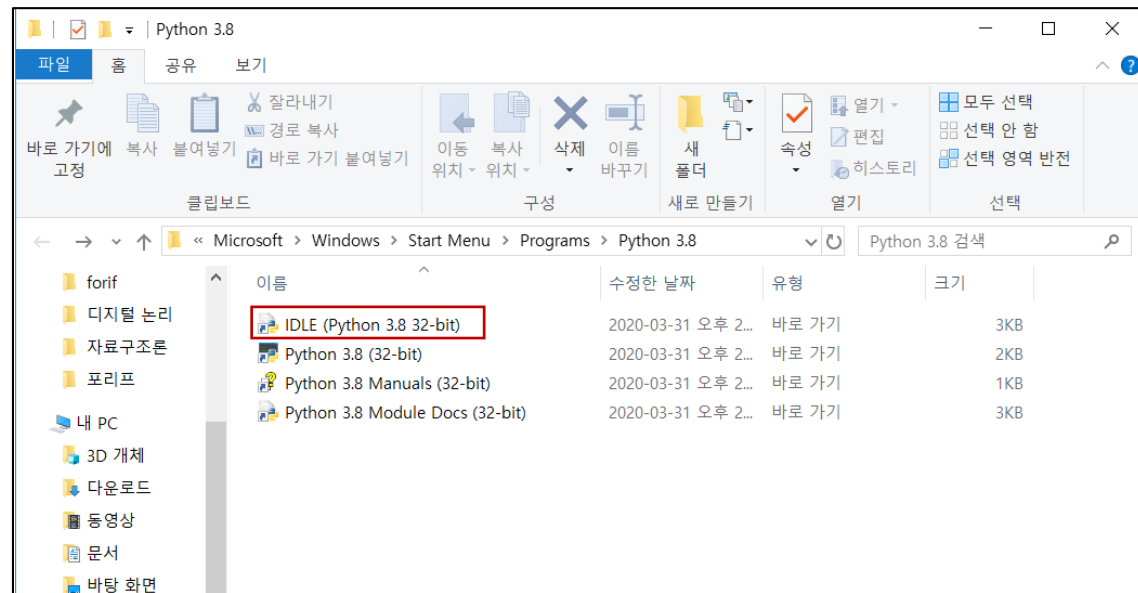 Python 3.8
파일 홈 공유 보기
바로 가기에 고정
복사
붙여넣기
잘라내기
경로 복사
바로 가기 붙여넣기
이동 위치
복사 위치
삭제
이름 바꾸기
새 폴더
속성
열기
편집
히스토리
모두 선택
선택 안 함
선택 영역 반전
클립보드 구성 새로 만들기 열기 선택
« Microsoft > Windows > Start Menu > Programs > Python 3.8
Python 3.8 검색
forif
디지털 논리
자료구조론
포리프
내 PC
3D 개체
다운로드
동영상
문서
바탕 화면
이름 수정한 날짜 유형 크기
IDLE (Python 3.8 32-bit) 2020-03-31 오후 2... 바로 가기 3KB
Python 3.8 (32-bit) 2020-03-31 오후 2... 바로 가기 2KB
Python 3.8 Manuals (32-bit) 2020-03-31 오후 2... 바로 가기 1KB
Python 3.8 Module Docs (32-bit) 2020-03-31 오후 2... 바로 가기 3KB